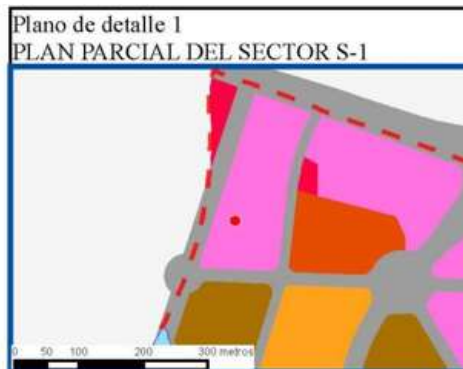 Plano de detalle 1
PLAN PARCIAL DEL SECTOR S-1
0 50 100 200 300 metros